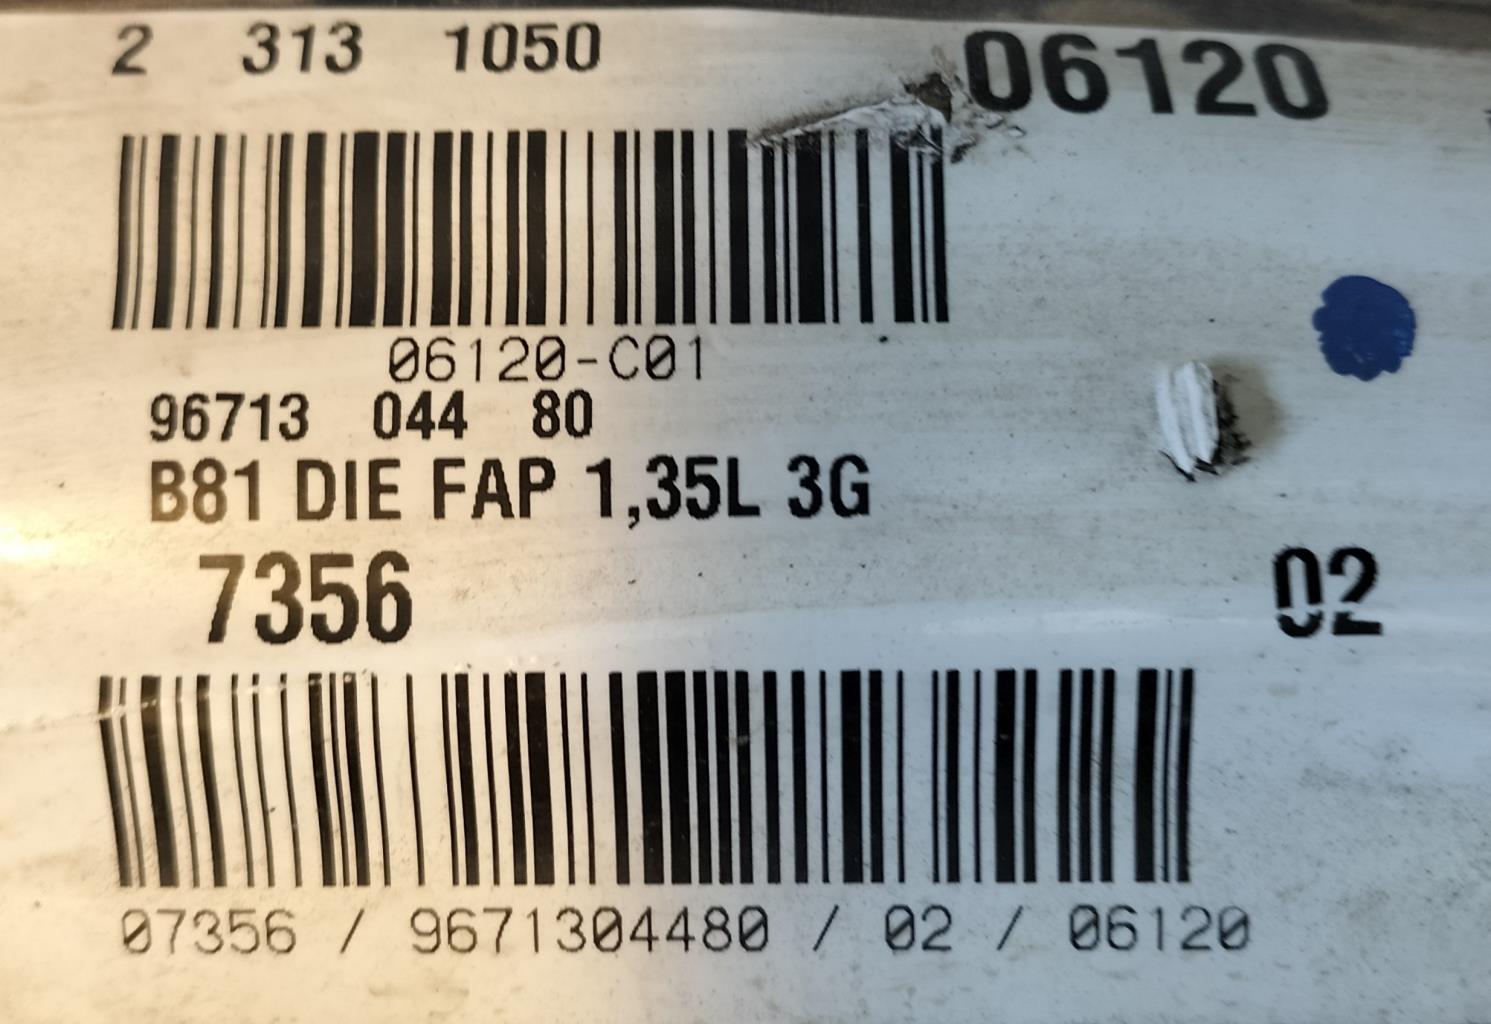 2 313 1050 06120
06120-C01
96713 044 80
B81 DIE FAP 1,35L 3G
7356 02
07356 / 9671304480 / 02 / 06120